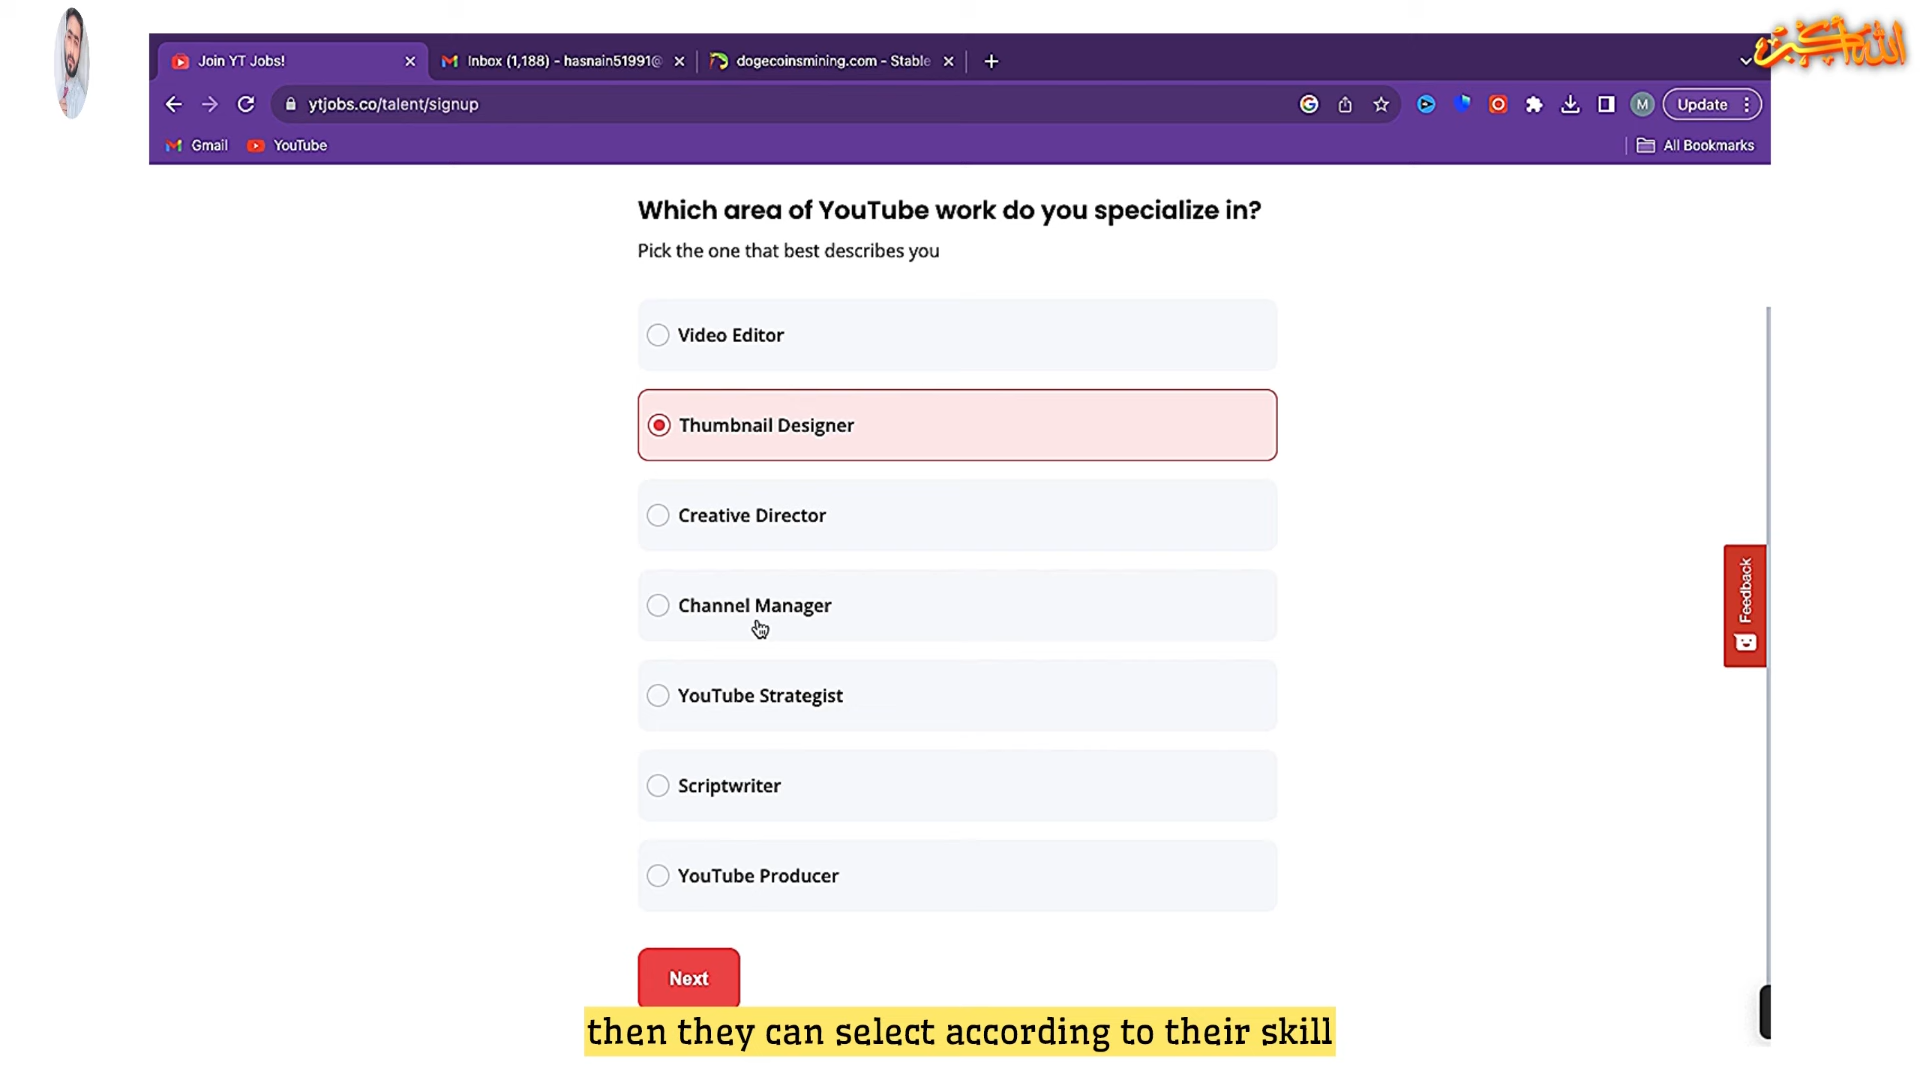 الله أكبر
Join YT Jobs!
Inbox (1,188) - hasnain51991@
dogecoinsmining.com - Stable
ytjobs.co/talent/signup
M
Update
Gmail
YouTube
All Bookmarks
Which area of YouTube work do you specialize in?
Pick the one that best describes you
Video Editor
Thumbnail Designer
Creative Director
Channel Manager
Feedback
YouTube Strategist
Scriptwriter
YouTube Producer
Next
then they can select according to their skill